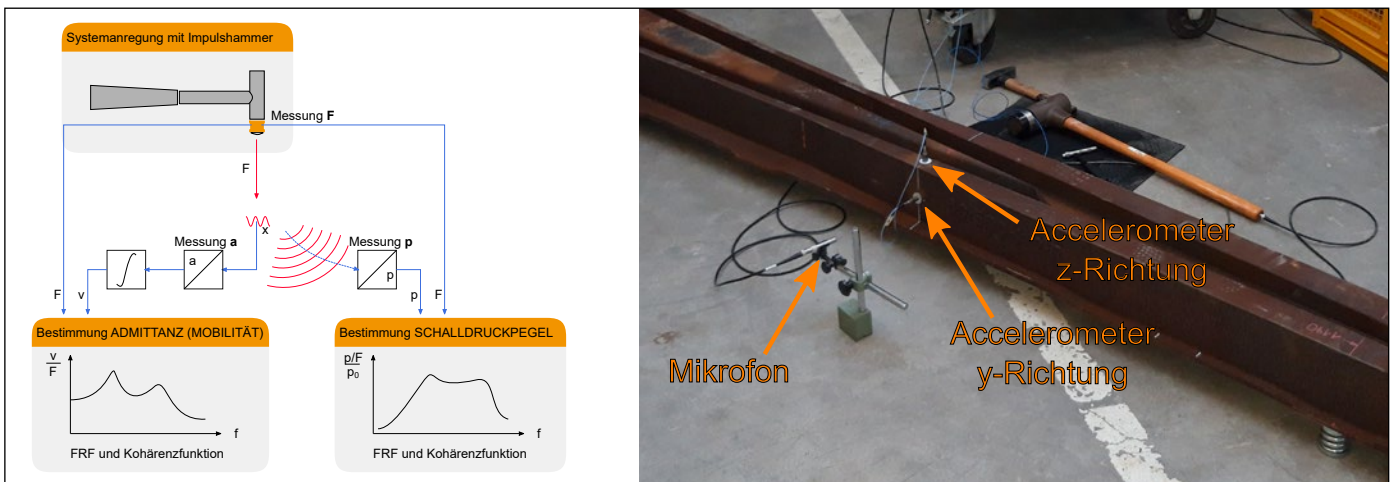 Systemanregung mit Impulshammer
Messung F
F
x
Messung a
a
Messung p
p
F
v
p
F
Bestimmung ADMITTANZ (MOBILITÄT)
v
F
f
FRF und Kohärenzfunktion
Bestimmung SCHALLDRUCKPEGEL
p/F
p₀
f
FRF und Kohärenzfunktion
Accelerometer
z-Richtung
Accelerometer
y-Richtung
Mikrofon